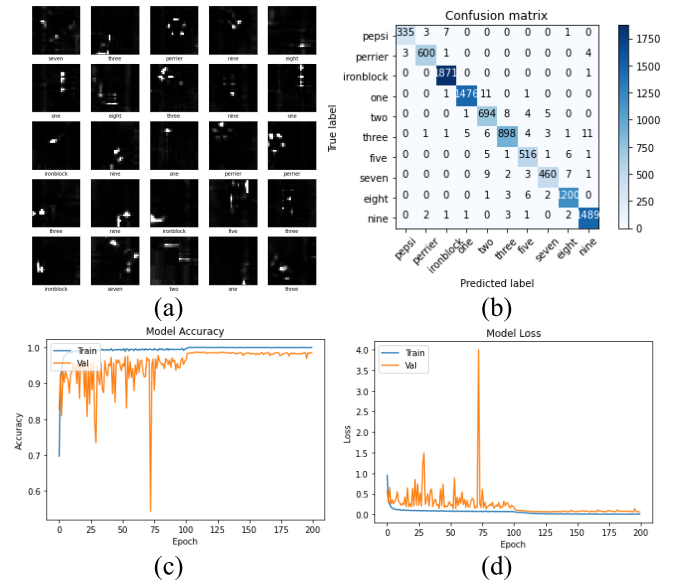 seven three perrier nine eight
one eight three nine one
ironblock nine one perrier perrier
three nine ironblock five three
ironblock seven two one three
(a)
Confusion matrix
pepsi 335 3 7 0 0 0 0 0 1 0
perrier 3 600 1 0 0 0 0 0 0 4
ironblock 0 0 1871 0 0 0 0 0 0 1
one 0 0 1 1476 11 0 1 0 0 0
two 0 0 0 1 694 8 4 5 0 0
three 0 1 1 5 6 898 4 3 1 11
five 0 0 0 0 5 1 516 1 6 1
seven 0 0 0 0 9 2 3 460 7 1
eight 0 0 0 0 1 3 6 2 1200 0
nine 0 2 1 1 0 3 1 0 2 1489
True label
pepsi perrier ironblock one two three five seven eight nine
Predicted label
1750
1500
1250
1000
750
500
250
0
(b)
Model Accuracy
Train
Val
1.0
0.9
0.8
0.7
0.6
Accuracy
0 25 50 75 100 125 150 175 200
Epoch
(c)
Model Loss
Train
Val
4.0
3.5
3.0
2.5
2.0
1.5
1.0
0.5
0.0
Loss
0 25 50 75 100 125 150 175 200
Epoch
(d)